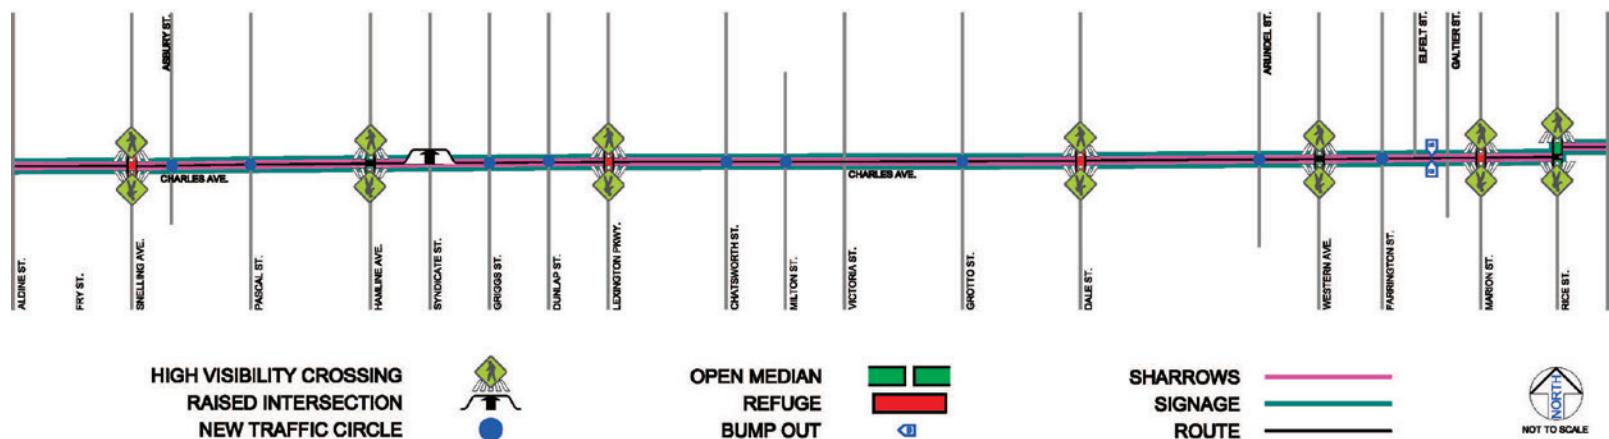 ASBURY ST.
ARUNDEL ST.
ELFELT ST.
GALTIER ST.
CHARLES AVE.
CHARLES AVE.
ALDINE ST.
FRY ST.
SNELLING AVE.
PASCAL ST.
HAMLINE AVE.
SYNDICATE ST.
GRIGGS ST.
DUNLAP ST.
LEXINGTON PKWY.
CHATSWORTH ST.
MILTON ST.
VICTORIA ST.
GROTTO ST.
DALE ST.
WESTERN AVE.
FARRINGTON ST.
MARION ST.
RICE ST.
HIGH VISIBILITY CROSSING
RAISED INTERSECTION
NEW TRAFFIC CIRCLE
OPEN MEDIAN
REFUGE
BUMP OUT
SHARROWS
SIGNAGE
ROUTE
NORTH
NOT TO SCALE